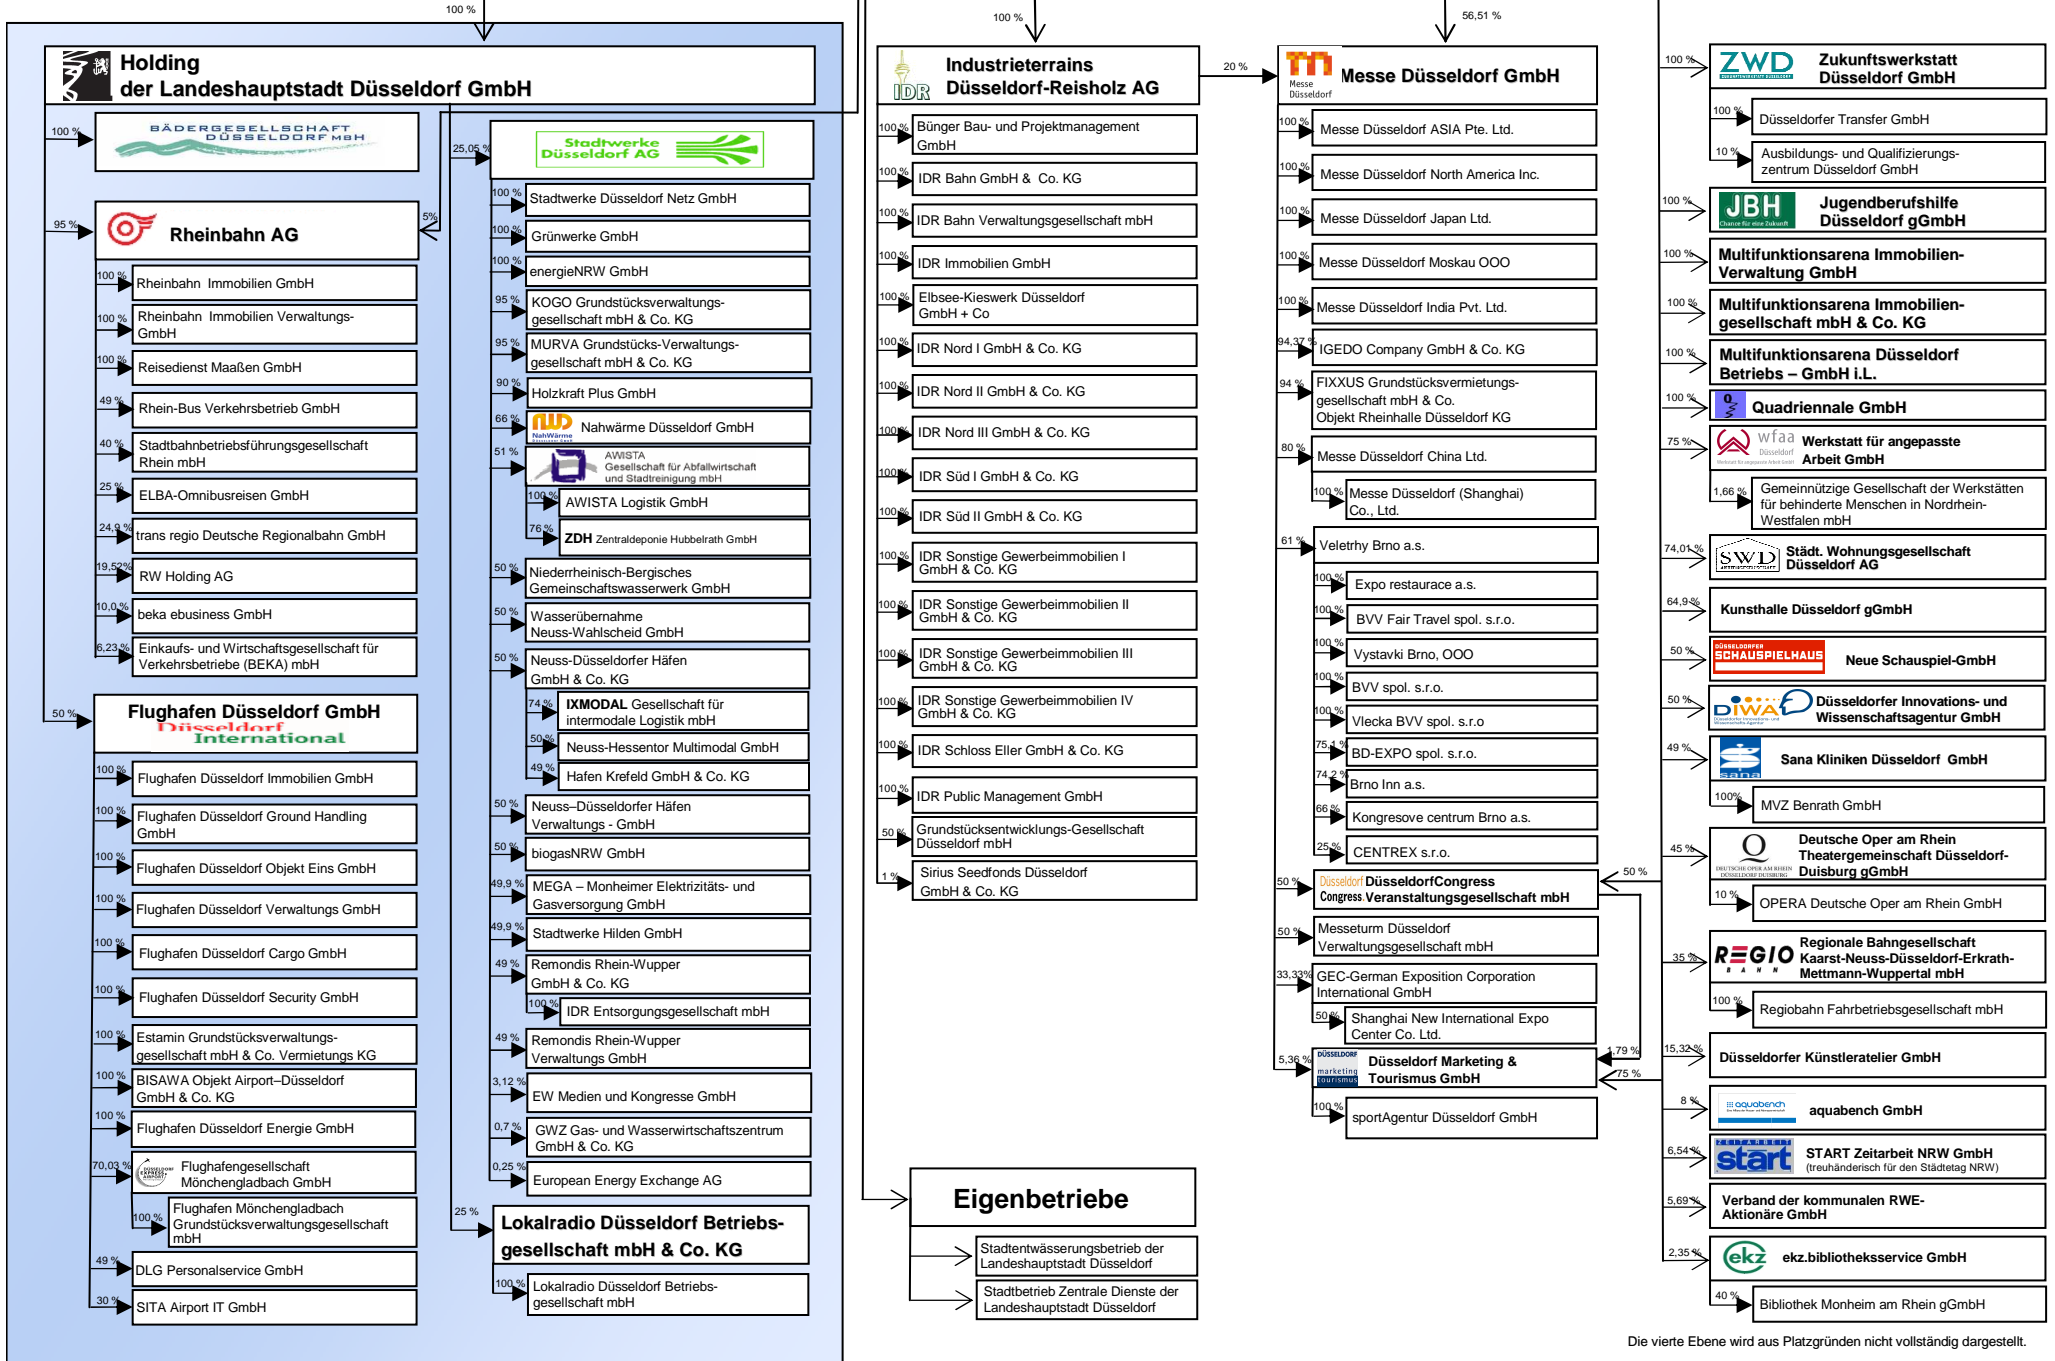 100 %
Holding
der Landeshauptstadt Düsseldorf GmbH
100 %
BÄDERGESELLSCHAFT
DÜSSELDORF MBH
95 %
5%
Rheinbahn AG
100 %
Rheinbahn Immobilien GmbH
100 %
Rheinbahn Immobilien Verwaltungs-
GmbH
100 %
Reisedienst Maaßen GmbH
49 %
Rhein-Bus Verkehrsbetrieb GmbH
40 %
Stadtbahnbetriebsführungsgesellschaft
Rhein mbH
25 %
ELBA-Omnibusreisen GmbH
24,9 %
trans regio Deutsche Regionalbahn GmbH
19,52%
RW Holding AG
10,0 %
beka ebusiness GmbH
6,23 %
Einkaufs- und Wirtschaftsgesellschaft für
Verkehrsbetriebe (BEKA) mbH
50 %
Flughafen Düsseldorf GmbH
Düsseldorf
International
100 %
Flughafen Düsseldorf Immobilien GmbH
100 %
Flughafen Düsseldorf Ground Handling
GmbH
100 %
Flughafen Düsseldorf Objekt Eins GmbH
100 %
Flughafen Düsseldorf Verwaltungs GmbH
100 %
Flughafen Düsseldorf Cargo GmbH
100 %
Flughafen Düsseldorf Security GmbH
100 %
Estamin Grundstücksverwaltungs-
gesellschaft mbH & Co. Vermietungs KG
100 %
BISAWA Objekt Airport–Düsseldorf
GmbH & Co. KG
100 %
Flughafen Düsseldorf Energie GmbH
70,03 %
Flughafengesellschaft
Mönchengladbach GmbH
100 %
Flughafen Mönchengladbach
Grundstücksverwaltungsgesellschaft
mbH
49 %
DLG Personalservice GmbH
30 %
SITA Airport IT GmbH
25,05 %
Stadtwerke
Düsseldorf AG
100 %
Stadtwerke Düsseldorf Netz GmbH
100 %
Grünwerke GmbH
100 %
energieNRW GmbH
95 %
KOGO Grundstücksverwaltungs-
gesellschaft mbH & Co. KG
95 %
MURVA Grundstücks-Verwaltungs-
gesellschaft mbH & Co. KG
90 %
Holzkraft Plus GmbH
66 %
NahWärme
Nahwärme Düsseldorf GmbH
51 %
AWISTA
Gesellschaft für Abfallwirtschaft
und Stadtreinigung mbH
100 %
AWISTA Logistik GmbH
76 %
ZDH Zentraldeponie Hubbelrath GmbH
50 %
Niederrheinisch-Bergisches
Gemeinschaftswasserwerk GmbH
50 %
Wasserübernahme
Neuss-Wahlscheid GmbH
50 %
Neuss-Düsseldorfer Häfen
GmbH & Co. KG
74 %
IXMODAL Gesellschaft für
intermodale Logistik mbH
50 %
Neuss-Hessentor Multimodal GmbH
49 %
Hafen Krefeld GmbH & Co. KG
50 %
Neuss–Düsseldorfer Häfen
Verwaltungs - GmbH
50 %
biogasNRW GmbH
49,9 %
MEGA – Monheimer Elektrizitäts- und
Gasversorgung GmbH
49,9 %
Stadtwerke Hilden GmbH
49 %
Remondis Rhein-Wupper
GmbH & Co. KG
100 %
IDR Entsorgungsgesellschaft mbH
49 %
Remondis Rhein-Wupper
Verwaltungs GmbH
3,12 %
EW Medien und Kongresse GmbH
0,7 %
GWZ Gas- und Wasserwirtschaftszentrum
GmbH & Co. KG
0,25 %
European Energy Exchange AG
25 %
Lokalradio Düsseldorf Betriebs-
gesellschaft mbH & Co. KG
100 %
Lokalradio Düsseldorf Betriebs-
gesellschaft mbH
100 %
IDR
Industrieterrains
Düsseldorf-Reisholz AG
20 %
100 %
Bünger Bau- und Projektmanagement
GmbH
100 %
IDR Bahn GmbH & Co. KG
100 %
IDR Bahn Verwaltungsgesellschaft mbH
100 %
IDR Immobilien GmbH
100 %
Elbsee-Kieswerk Düsseldorf
GmbH + Co
100 %
IDR Nord I GmbH & Co. KG
100 %
IDR Nord II GmbH & Co. KG
100 %
IDR Nord III GmbH & Co. KG
100 %
IDR Süd I GmbH & Co. KG
100 %
IDR Süd II GmbH & Co. KG
100 %
IDR Sonstige Gewerbeimmobilien I
GmbH & Co. KG
100 %
IDR Sonstige Gewerbeimmobilien II
GmbH & Co. KG
100 %
IDR Sonstige Gewerbeimmobilien III
GmbH & Co. KG
100 %
IDR Sonstige Gewerbeimmobilien IV
GmbH & Co. KG
100 %
IDR Schloss Eller GmbH & Co. KG
100 %
IDR Public Management GmbH
50 %
Grundstücksentwicklungs-Gesellschaft
Düsseldorf mbH
1 %
Sirius Seedfonds Düsseldorf
GmbH & Co. KG
Eigenbetriebe
Stadtentwässerungsbetrieb der
Landeshauptstadt Düsseldorf
Stadtbetrieb Zentrale Dienste der
Landeshauptstadt Düsseldorf
56,51 %
Messe
Düsseldorf
Messe Düsseldorf GmbH
100 %
Messe Düsseldorf ASIA Pte. Ltd.
100 %
Messe Düsseldorf North America Inc.
100 %
Messe Düsseldorf Japan Ltd.
100 %
Messe Düsseldorf Moskau OOO
100 %
Messe Düsseldorf India Pvt. Ltd.
94,37 %
IGEDO Company GmbH & Co. KG
94 %
FIXXUS Grundstücksvermietungs-
gesellschaft mbH & Co.
Objekt Rheinhalle Düsseldorf KG
80 %
Messe Düsseldorf China Ltd.
100 %
Messe Düsseldorf (Shanghai)
Co., Ltd.
61 %
Veletrhy Brno a.s.
100 %
Expo restaurace a.s.
100 %
BVV Fair Travel spol. s.r.o.
100 %
Vystavki Brno, OOO
100 %
BVV spol. s.r.o.
100 %
Vlecka BVV spol. s.r.o
75,1 %
BD-EXPO spol. s.r.o.
74,2 %
Brno Inn a.s.
66 %
Kongresove centrum Brno a.s.
25 %
CENTREX s.r.o.
50 %
50 %
Düsseldorf
Congress
DüsseldorfCongress
Veranstaltungsgesellschaft mbH
50 %
Messeturm Düsseldorf
Verwaltungsgesellschaft mbH
33,33%
GEC-German Exposition Corporation
International GmbH
50 %
Shanghai New International Expo
Center Co. Ltd.
5,36 %
1,79 %
75 %
DÜSSELDORF
marketing
tourismus
Düsseldorf Marketing &
Tourismus GmbH
100 %
sportAgentur Düsseldorf GmbH
100 %
ZWD
Zukunftswerkstatt
Düsseldorf GmbH
100 %
Düsseldorfer Transfer GmbH
10 %
Ausbildungs- und Qualifizierungs-
zentrum Düsseldorf GmbH
100 %
JBH
Chance für eine Zukunft
Jugendberufshilfe
Düsseldorf gGmbH
100 %
Multifunktionsarena Immobilien-
Verwaltung GmbH
100 %
Multifunktionsarena Immobilien-
gesellschaft mbH & Co. KG
100 %
Multifunktionsarena Düsseldorf
Betriebs – GmbH i.L.
100 %
Quadriennale GmbH
75 %
wfaa
Düsseldorf
Werkstatt für angepasste
Arbeit GmbH
1,66 %
Gemeinnützige Gesellschaft der Werkstätten
für behinderte Menschen in Nordrhein-
Westfalen mbH
74,01%
SWD
Städt. Wohnungsgesellschaft
Düsseldorf AG
64,9 %
Kunsthalle Düsseldorf gGmbH
50 %
DÜSSELDORFER
SCHAUSPIELHAUS
Neue Schauspiel-GmbH
50 %
DIWA
Düsseldorfer Innovations- und
Wissenschaftsagentur GmbH
49 %
sana
Sana Kliniken Düsseldorf GmbH
100%
MVZ Benrath GmbH
45 %
DEUTSCHE OPER AM RHEIN
DÜSSELDORF DUISBURG
Deutsche Oper am Rhein
Theatergemeinschaft Düsseldorf-
Duisburg gGmbH
10 %
OPERA Deutsche Oper am Rhein GmbH
35 %
REGIO
BAHN
Regionale Bahngesellschaft
Kaarst-Neuss-Düsseldorf-Erkrath-
Mettmann-Wuppertal mbH
100 %
Regiobahn Fahrbetriebsgesellschaft mbH
15,32%
Düsseldorfer Künstleratelier GmbH
8 %
aquabench
aquabench GmbH
6,54 %
ZEITARBEIT
start
START Zeitarbeit NRW GmbH
(treuhänderisch für den Städtetag NRW)
5,69 %
Verband der kommunalen RWE-
Aktionäre GmbH
2,35 %
ekz
ekz.bibliotheksservice GmbH
40 %
Bibliothek Monheim am Rhein gGmbH
Die vierte Ebene wird aus Platzgründen nicht vollständig dargestellt.